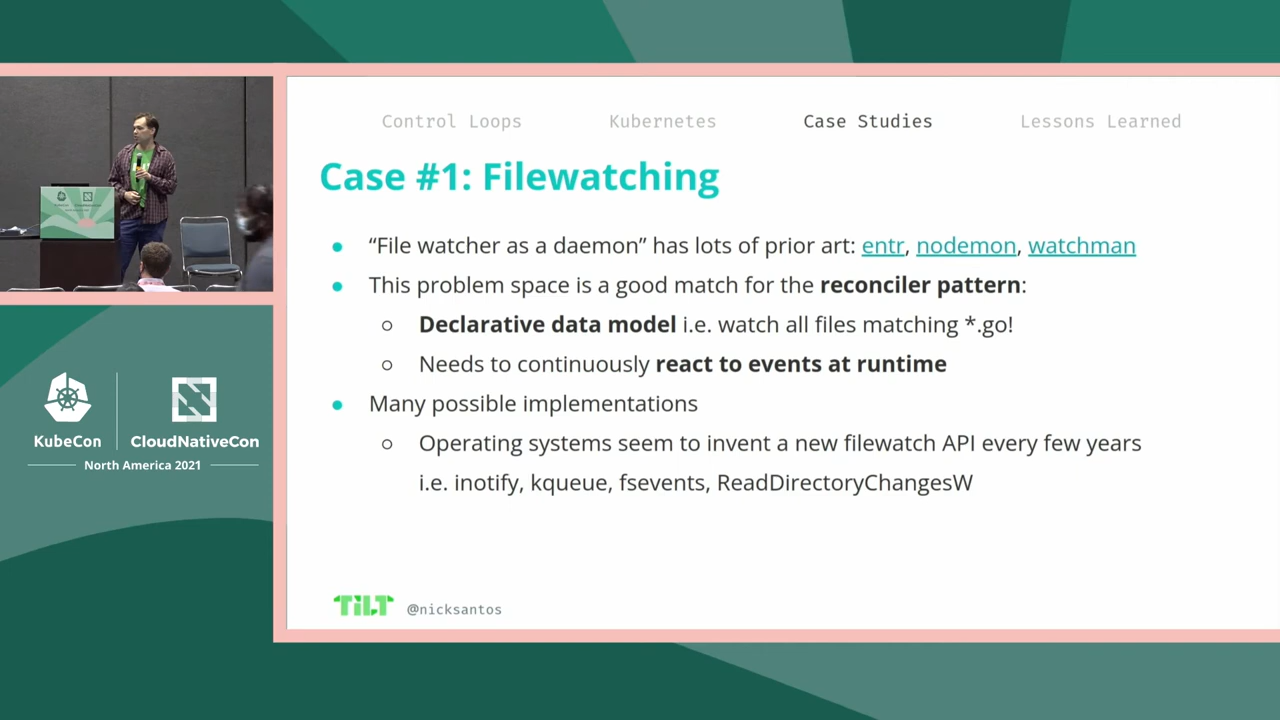 Control Loops
Kubernetes
Case Studies
Lessons Learned
Case #1: Filewatching
“File watcher as a daemon” has lots of prior art: entr, nodemon, watchman
This problem space is a good match for the reconciler pattern:
Declarative data model i.e. watch all files matching *.go!
Needs to continuously react to events at runtime
Many possible implementations
Operating systems seem to invent a new filewatch API every few years
i.e. inotify, kqueue, fsevents, ReadDirectoryChangesW
TiLT
@nicksantos
KubeCon
CloudNativeCon
North America 2021